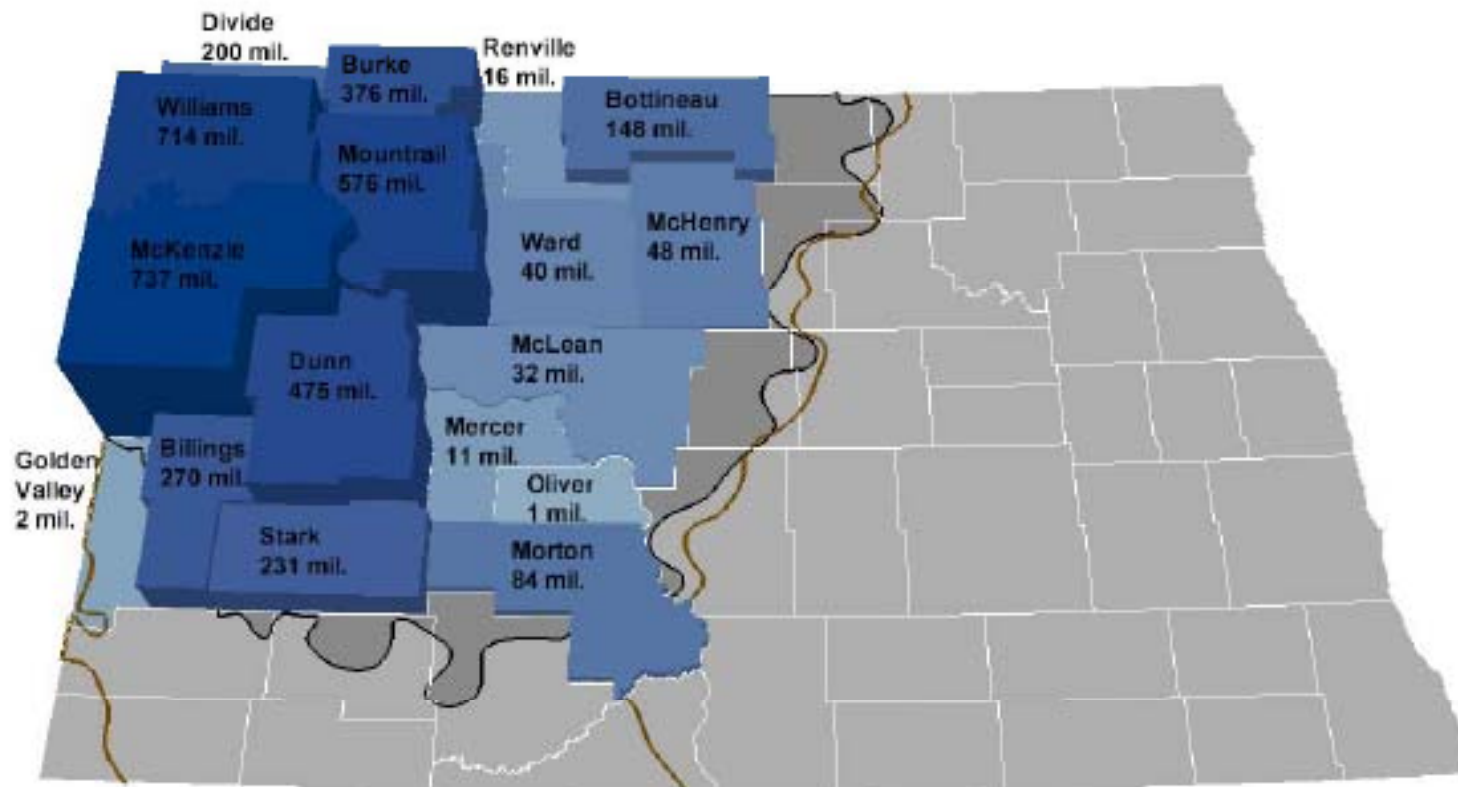 Divide
200 mil.
Renville
16 mil.
Burke
376 mil.
Williams
714 mil.
Bottineau
148 mil.
Mountrail
576 mil.
McKenzie
737 mil.
Ward
40 mil.
McHenry
48 mil.
Dunn
475 mil.
McLean
32 mil.
Mercer
11 mil.
Billings
270 mil.
Golden
Valley
2 mil.
Oliver
1 mil.
Stark
231 mil.
Morton
84 mil.